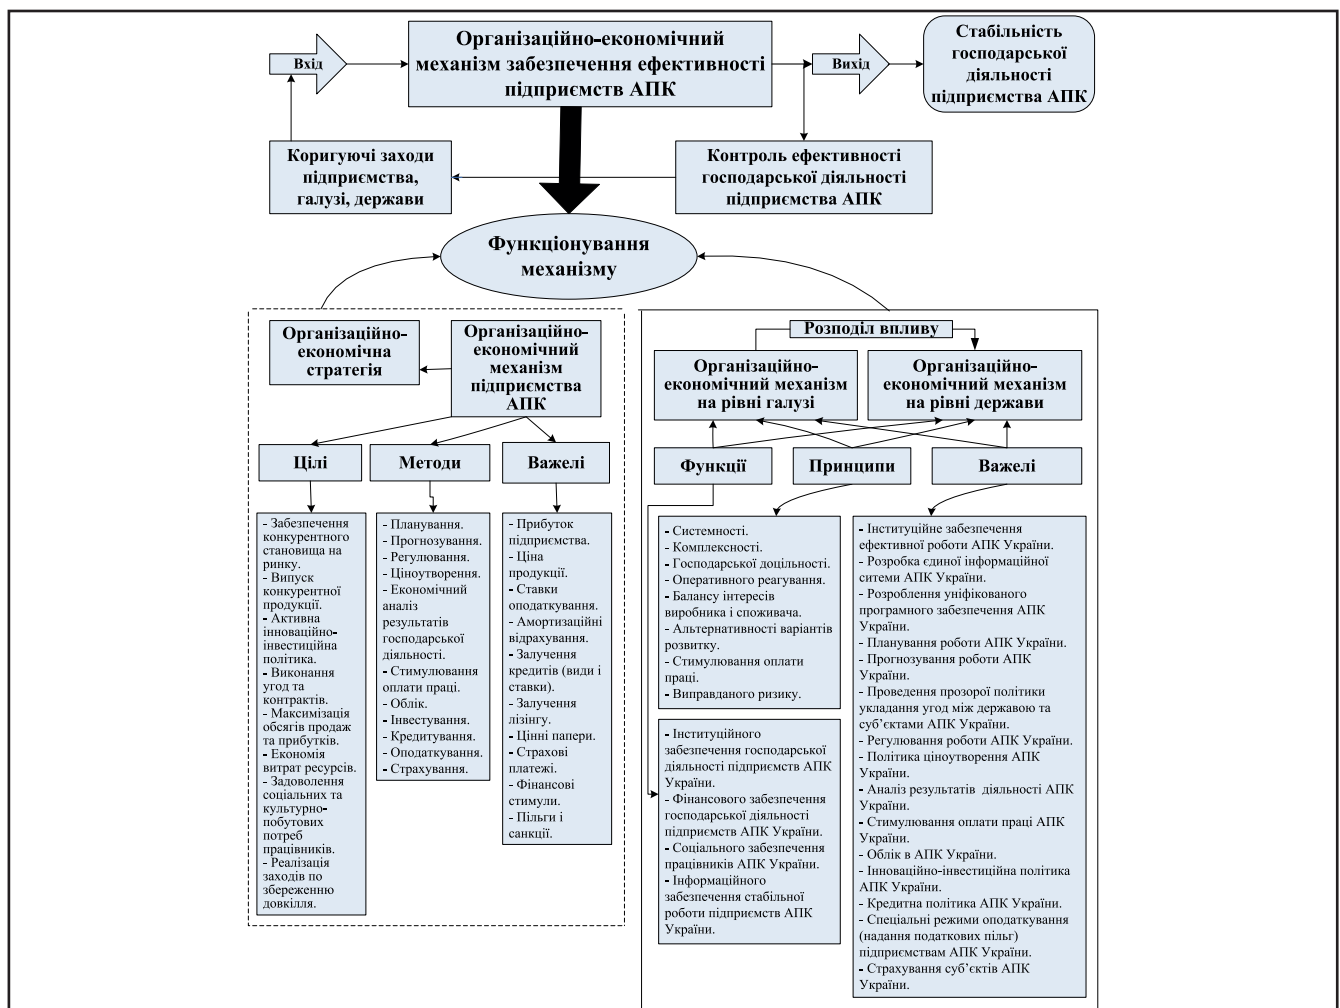 Вхід
Організаційно-економічний
механізм забезпечення ефективності
підприємств АПК
Вихід
Стабільність
господарської
діяльності
підприємства АПК
Коригуючі заходи
підприємства,
галузі, держави
Контроль ефективності
господарської діяльності
підприємства АПК
Функціонування
механізму
Організаційно-
економічна
стратегія
Організаційно-
економічний
механізм
підприємства
АПК
Цілі
Методи
Важелі
- Забезпечення
конкурентного
становища на
ринку.
- Випуск
конкурентної
продукції.
- Активна
інноваційно-
інвестиційна
політика.
- Виконання
угод та
контрактів.
- Максимізація
обсягів продаж
та прибутків.
- Економія
витрат ресурсів.
- Задоволення
соціальних та
культурно-
побутових
потреб
працівників.
- Реалізація
заходів по
збереженню
довкілля.
- Планування.
- Прогнозування.
- Регулювання.
- Ціноутворення.
- Економічний
аналіз
результатів
господарської
діяльності.
- Стимулювання
оплати праці.
- Облік.
- Інвестування.
- Кредитування.
- Оподаткування.
- Страхування.
- Прибуток
підприємства.
- Ціна
продукції.
- Ставки
оподаткування.
- Амортизаційні
відрахування.
- Залучення
кредитів (види і
ставки).
- Залучення
лізінгу.
- Цінні папери.
- Страхові
платежі.
- Фінансові
стимули.
- Пільги і
санкції.
Розподіл впливу
Організаційно-
економічний механізм
на рівні галузі
Організаційно-
економічний механізм
на рівні держави
Функції
Принципи
Важелі
- Системності.
- Комплексності.
- Господарської доцільності.
- Оперативного реагування.
- Балансу інтересів
виробника і споживача.
- Альтернативності варіантів
розвитку.
- Стимулювання оплати
праці.
- Виправданого ризику.
- Інституційного
забезпечення господарської
діяльності підприємств АПК
України.
- Фінансового забезпечення
господарської діяльності
підприємств АПК України.
- Соціального забезпечення
працівників АПК України.
- Інформаційного
забезпечення стабільної
роботи підприємств АПК
України.
- Інституційне забезпечення
ефективної роботи АПК України.
- Розробка єдиної інформаційної
ситеми АПК України.
- Розроблення уніфікованого
програмного забезпечення АПК
України.
- Планування роботи АПК України.
- Прогнозування роботи АПК
України.
- Проведення прозорої політики
укладання угод між державою та
суб’єктами АПК України.
- Регулювання роботи АПК України.
- Політика ціноутворення АПК
України.
- Аналіз результатів діяльності АПК
України.
- Стимулювання оплати праці АПК
України.
- Облік в АПК України.
- Інноваційно-інвестиційна політика
АПК України.
- Кредитна політика АПК України.
- Спеціальні режими оподаткування
(надання податкових пільг)
підприємствам АПК України.
- Страхування суб’єктів АПК
України.